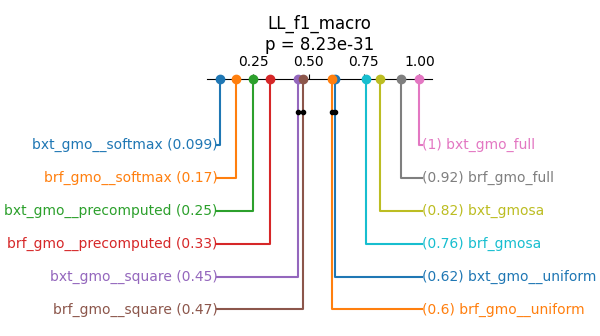 LL_f1_macro
p = 8.23e-31
0.25 0.50 0.75 1.00
bxt_gmo__softmax (0.099) (1) bxt_gmo_full
brf_gmo__softmax (0.17) (0.92) brf_gmo_full
bxt_gmo__precomputed (0.25) (0.82) bxt_gmosa
brf_gmo__precomputed (0.33) (0.76) brf_gmosa
bxt_gmo__square (0.45) (0.62) bxt_gmo__uniform
brf_gmo__square (0.47) (0.6) brf_gmo__uniform